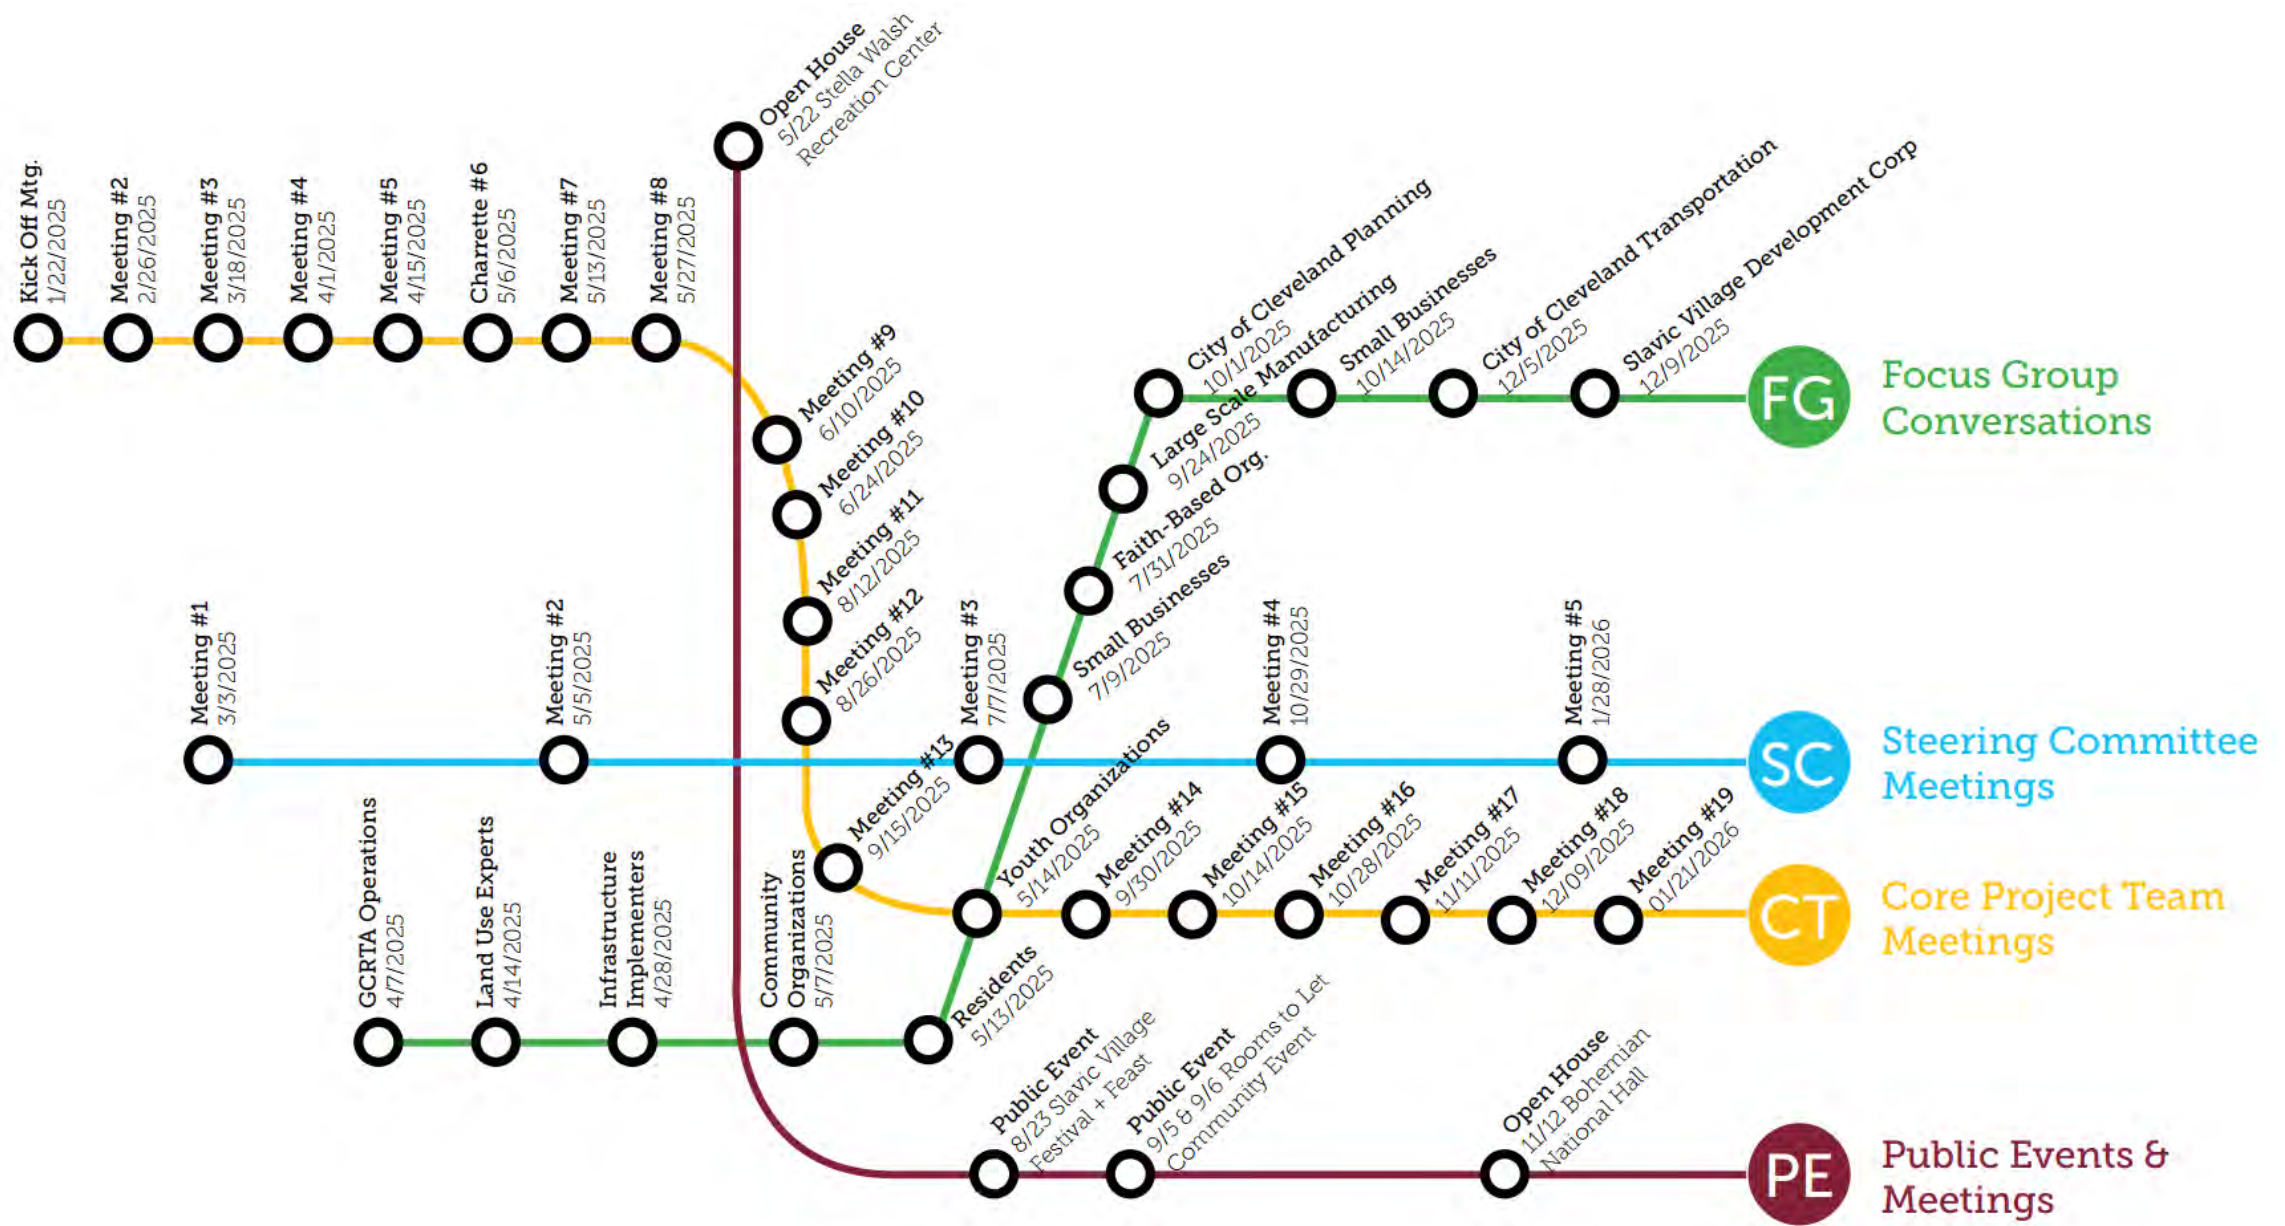 Open House
5/22 Stella Walsh
Recreation Center
Kick Off Mtg.
1/22/2025
Meeting #2
2/26/2025
Meeting #3
3/18/2025
Meeting #4
4/1/2025
Meeting #5
4/15/2025
Charrette #6
5/6/2025
Meeting #7
5/13/2025
Meeting #8
5/27/2025
Meeting #9
6/10/2025
Meeting #10
6/24/2025
Meeting #11
8/12/2025
Meeting #12
8/26/2025
Meeting #13
9/15/2025
City of Cleveland Planning
10/1/2025
Large Scale Manufacturing
9/24/2025
Small Businesses
10/14/2025
City of Cleveland Transportation
12/5/2025
Slavic Village Development Corp
12/9/2025
FG
Focus Group
Conversations
Faith-Based Org.
7/31/2025
Small Businesses
7/9/2025
Meeting #1
3/3/2025
Meeting #2
5/5/2025
Meeting #3
7/7/2025
Meeting #4
10/29/2025
Meeting #5
1/28/2026
SC
Steering Committee
Meetings
Youth Organizations
5/14/2025
Meeting #14
9/30/2025
Meeting #15
10/14/2025
Meeting #16
10/28/2025
Meeting #17
11/11/2025
Meeting #18
12/09/2025
Meeting #19
01/21/2026
CT
Core Project Team
Meetings
GCRTA Operations
4/7/2025
Land Use Experts
4/14/2025
Infrastructure
Implementers
4/28/2025
Community
Organizations
5/7/2025
Residents
5/13/2025
Public Event
8/23 Slavic Village
Festival + Feast
Public Event
9/5 & 9/6 Rooms to Let
Community Event
Open House
11/12 Bohemian
National Hall
PE
Public Events &
Meetings